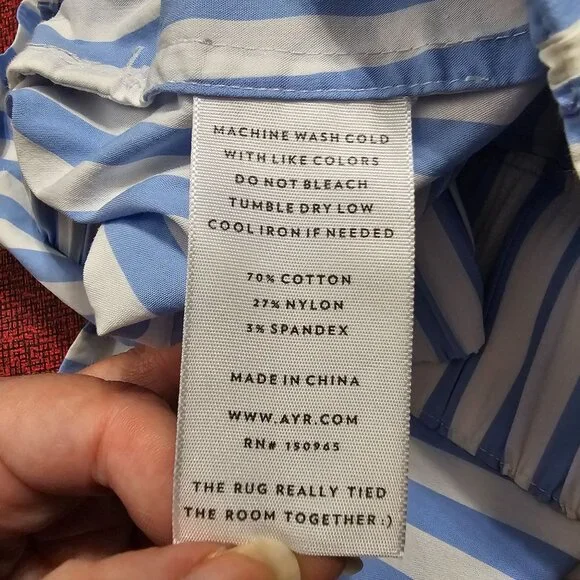 MACHINE WASH COLD
WITH LIKE COLORS
DO NOT BLEACH
TUMBLE DRY LOW
COOL IRON IF NEEDED
70% COTTON
27% NYLON
3% SPANDEX
MADE IN CHINA
WWW.AYR.COM
RN# 150965
THE RUG REALLY TIED
THE ROOM TOGETHER :)